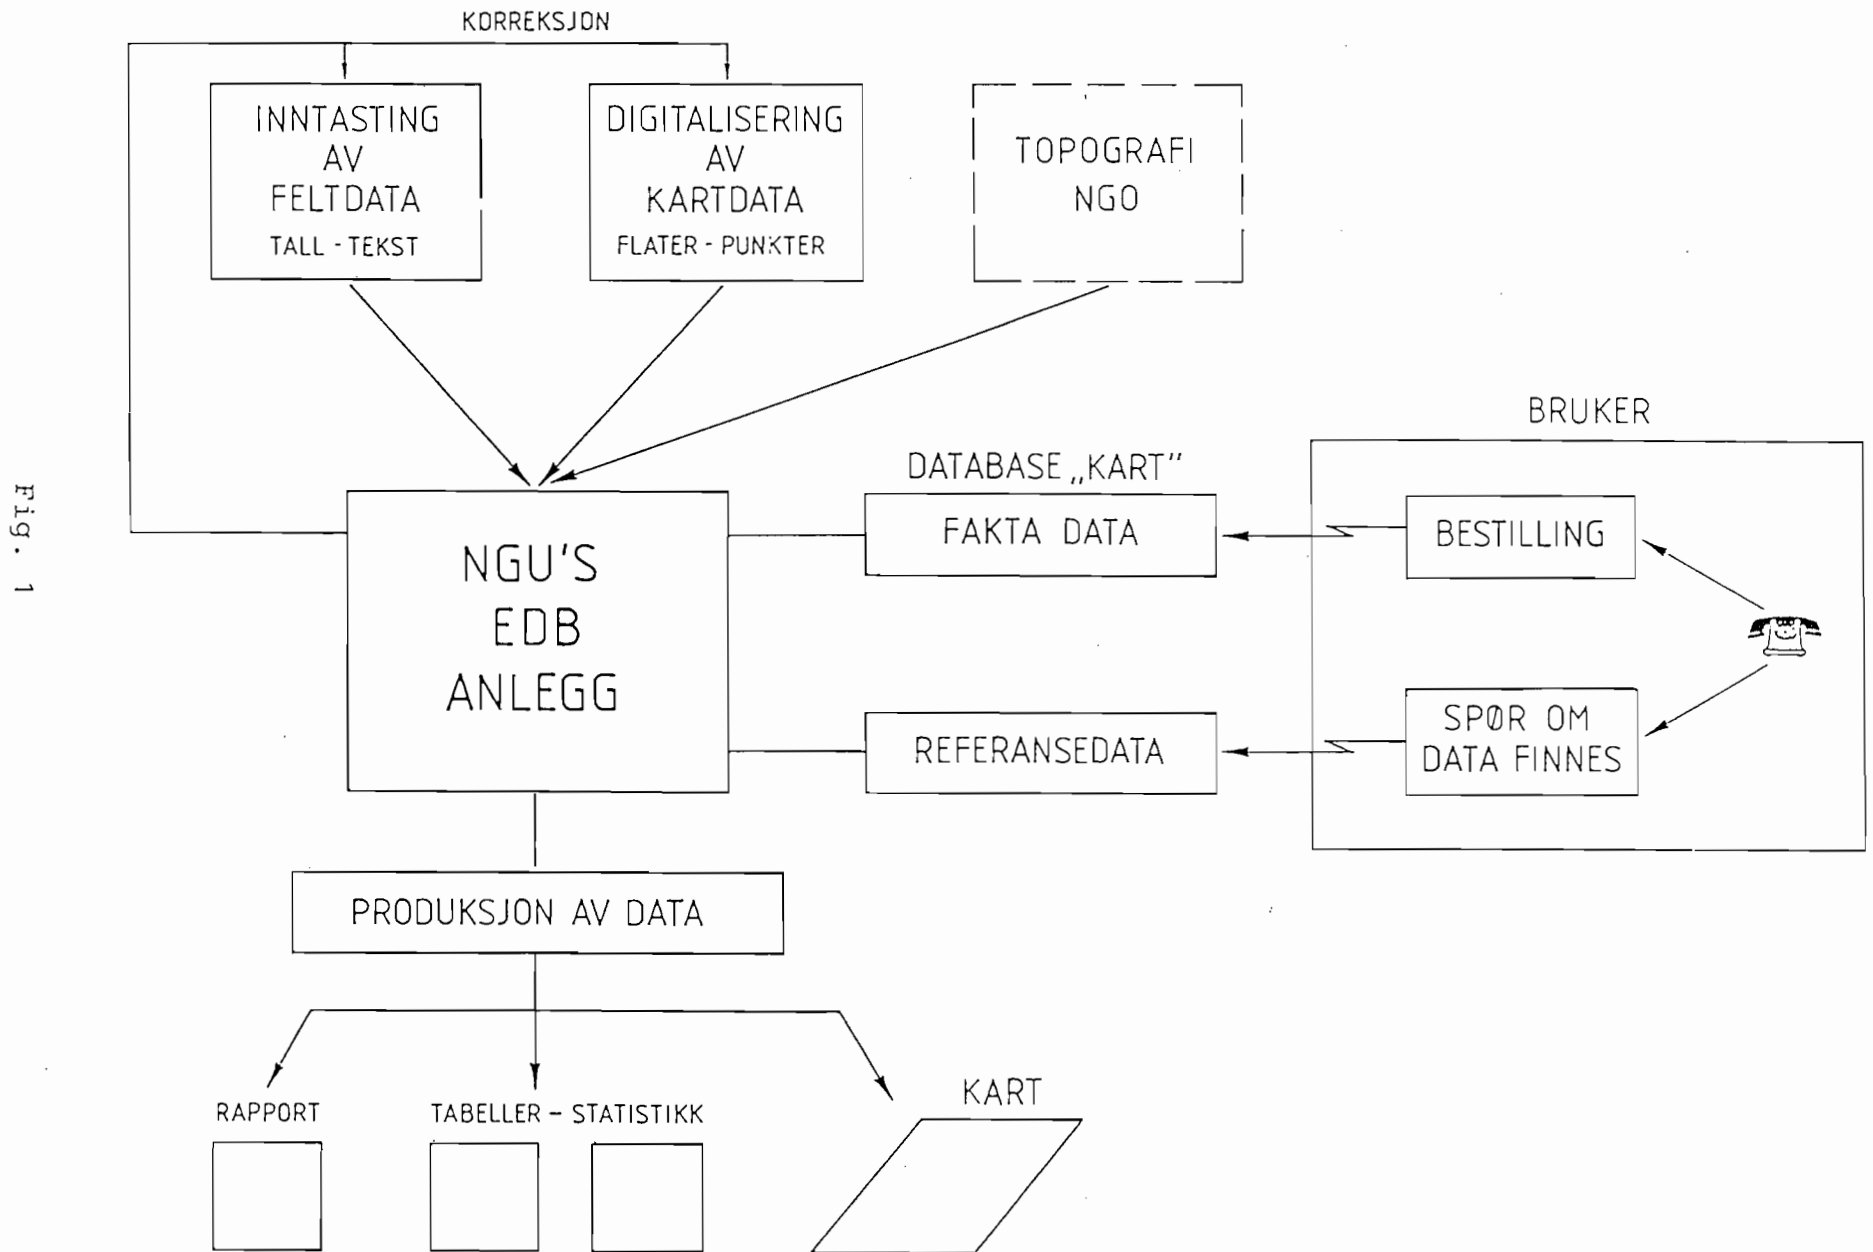 KORREKSJON
INNTASTING
AV
FELTDATA
TALL - TEKST
DIGITALISERING
AV
KARTDATA
FLATER - PUNKTER
TOPOGRAFI
NGO
BRUKER
DATABASE „KART"
FAKTA DATA
BESTILLING
NGU'S
EDB
ANLEGG
REFERANSEDATA
SPØR OM
DATA FINNES
PRODUKSJON AV DATA
RAPPORT
TABELLER - STATISTIKK
KART
Fig. 1